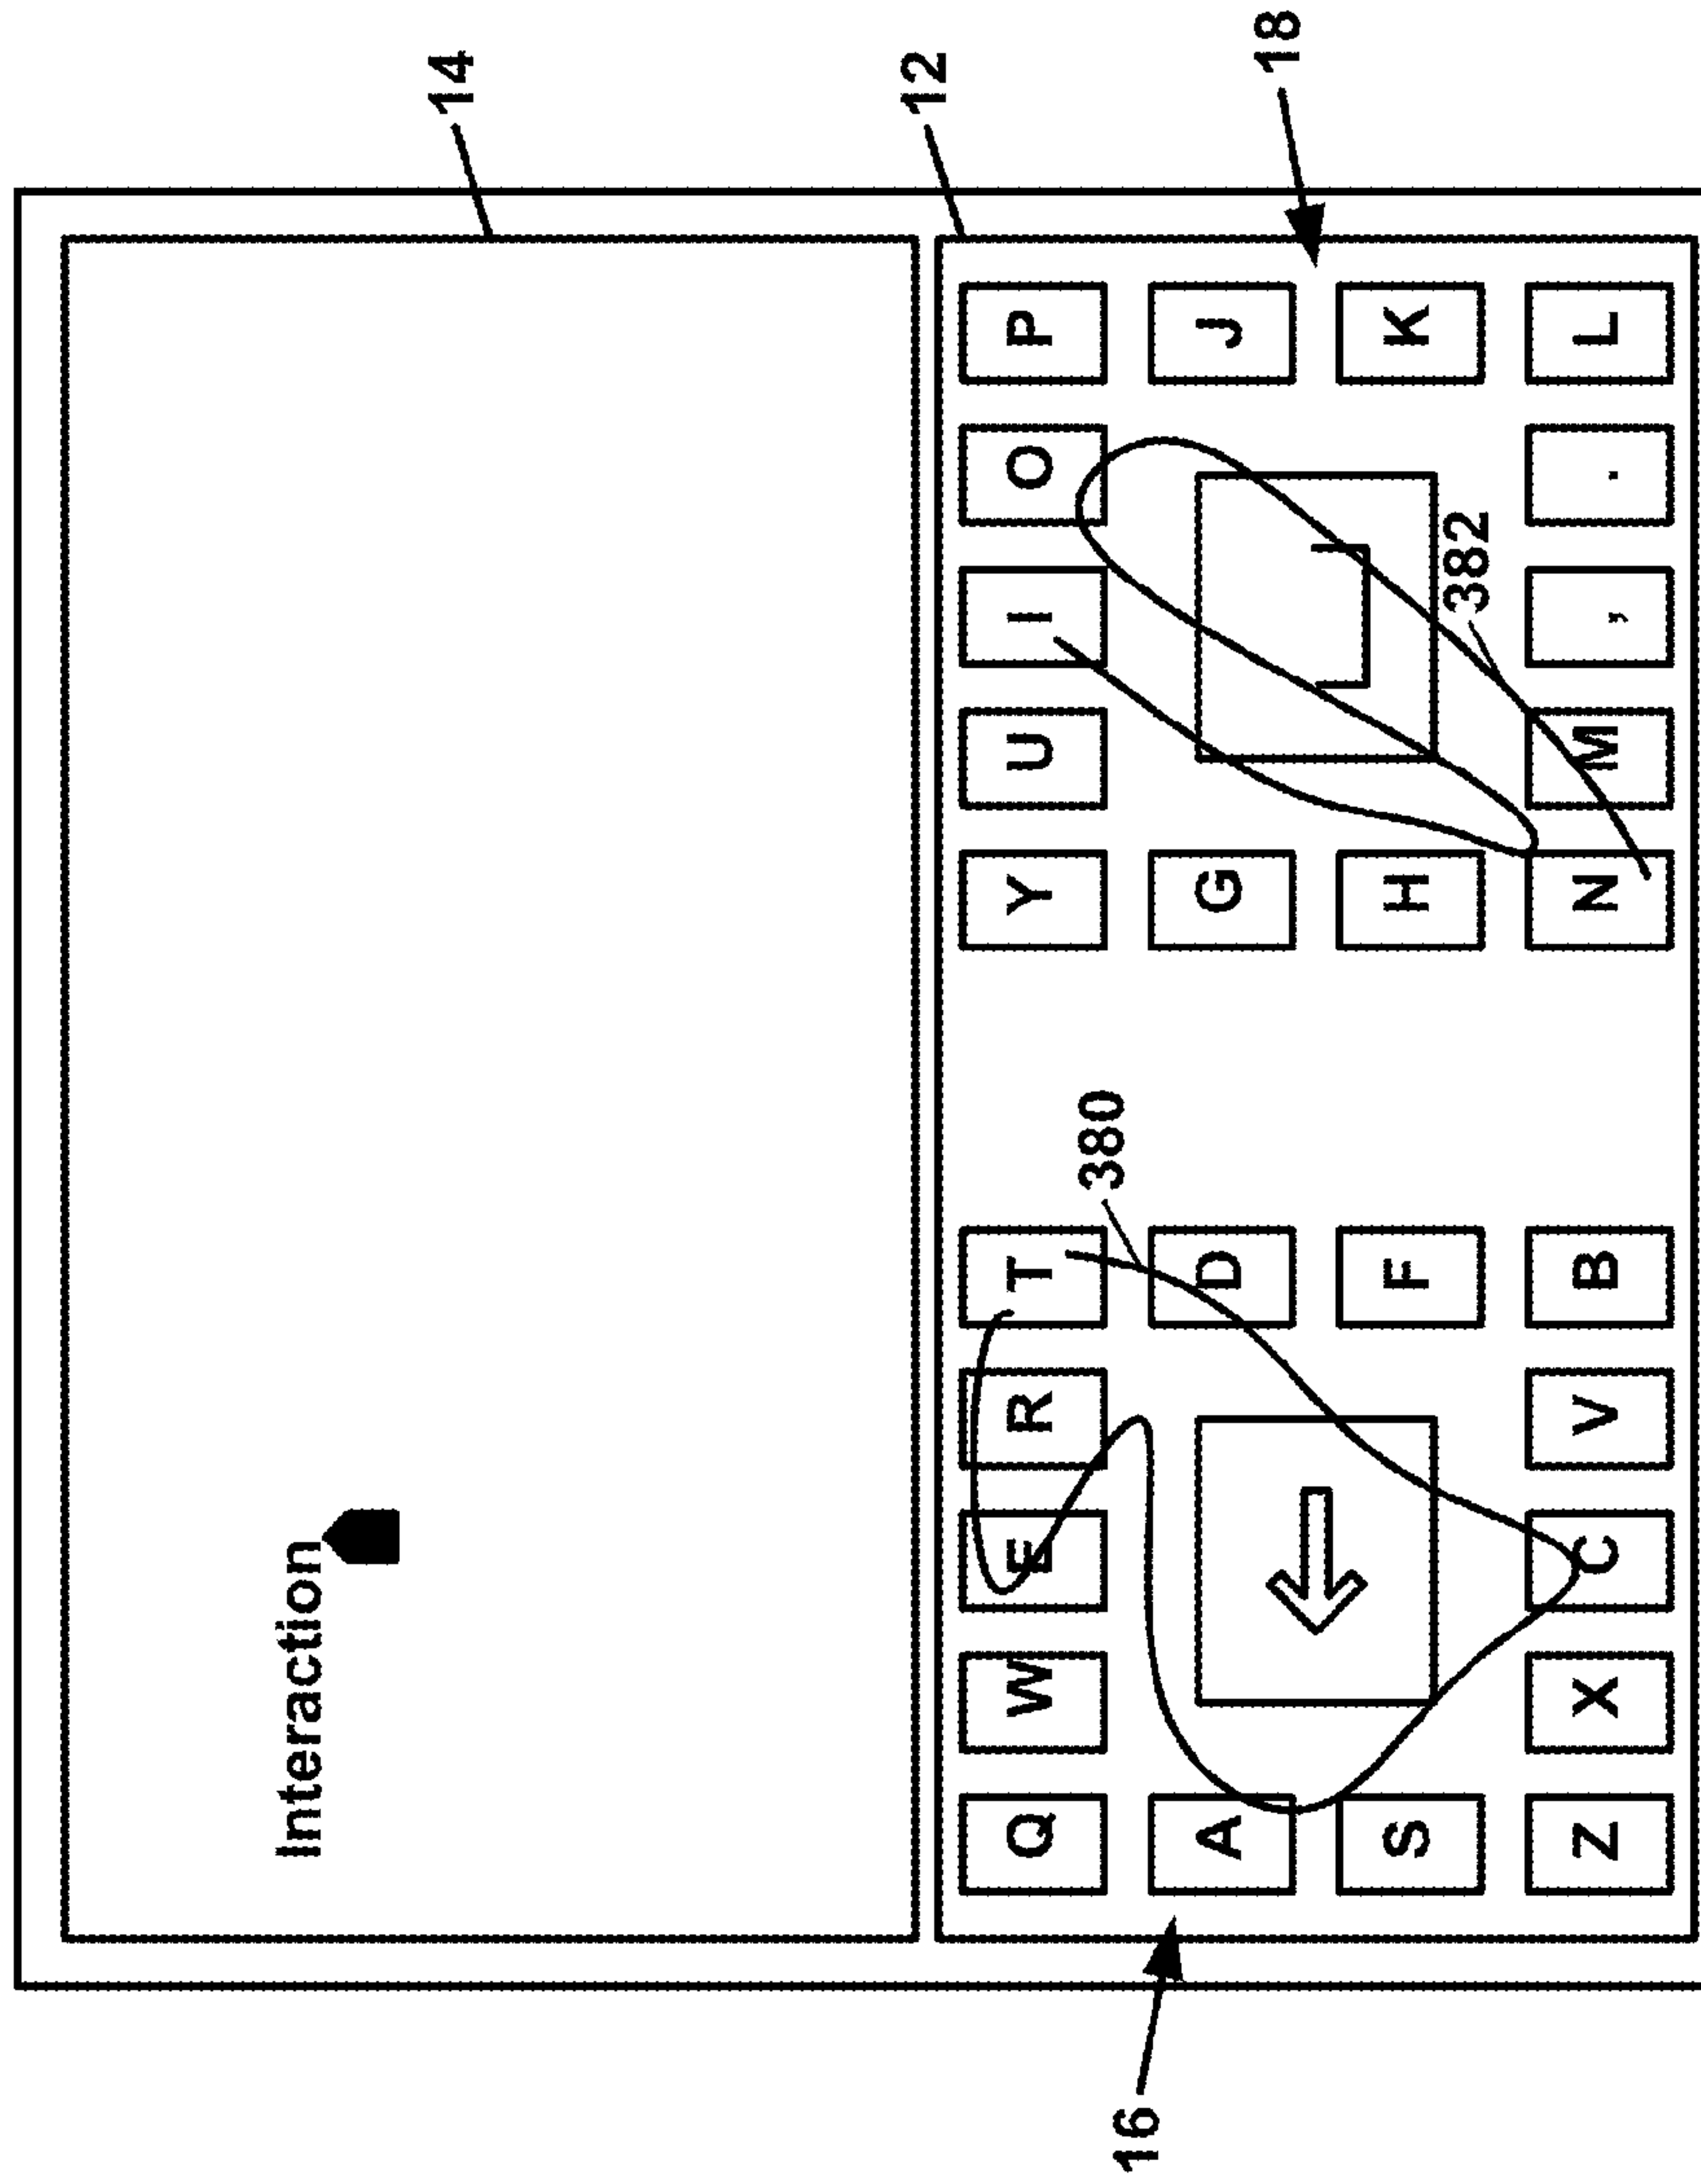 14
Interaction
12
18
Q W E R T Y U I O P
380
A D G J
16
S F H K
382
Z X C V B N M , . L